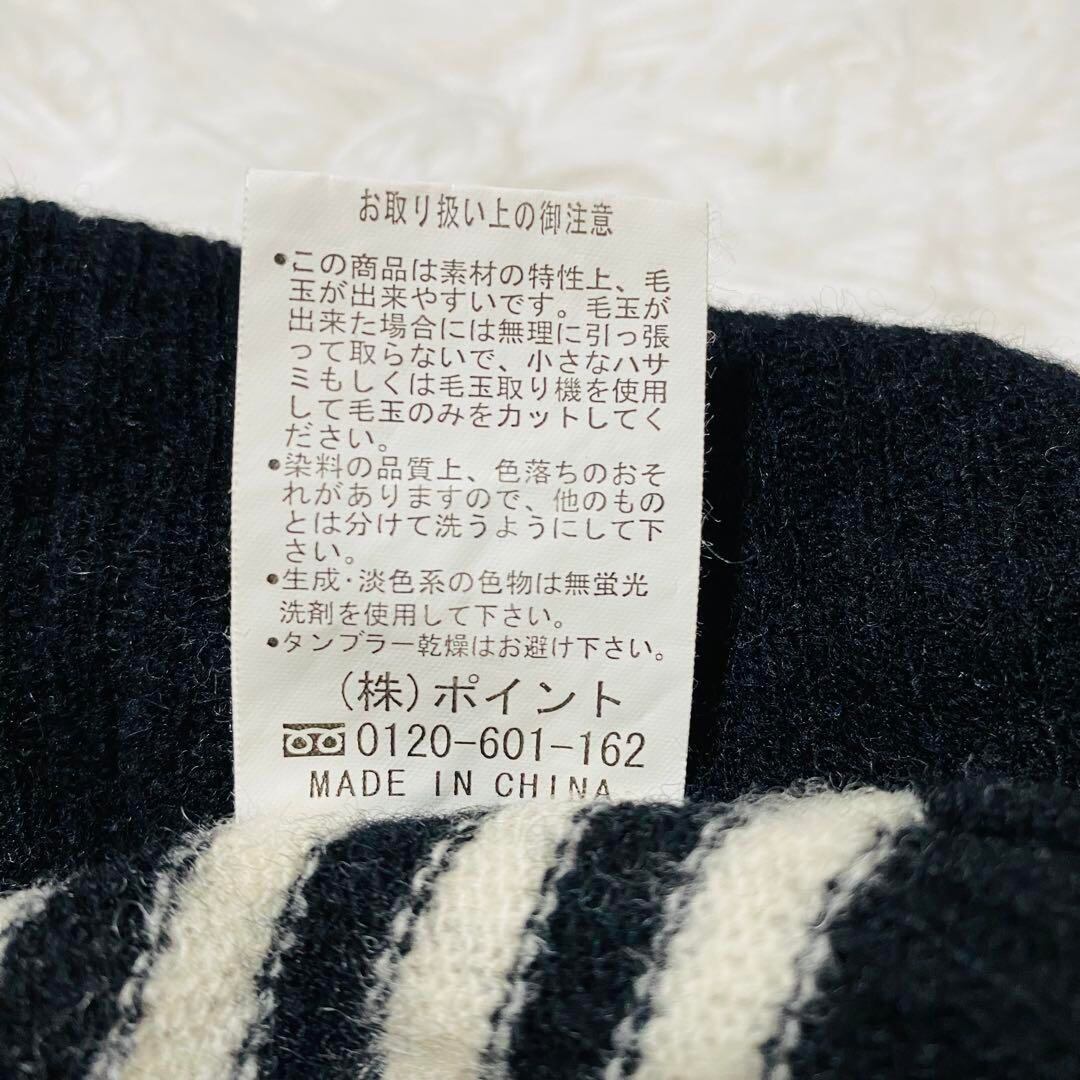 お取り扱い上の御注意
•この商品は素材の特性上、毛
玉が出来やすいです。毛玉が
出来た場合には無理に引っ張
って取らないで、小さなハサ
ミもしくは毛玉取り機を使用
して毛玉のみをカットしてく
ださい。
•染料の品質上、色落ちのおそ
れがありますので、他のもの
とは分けて洗うようにして下
さい。
•生成･淡色系の色物は無蛍光
洗剤を使用して下さい。
•タンブラー乾燥はお避け下さい。
(株)ポイント
0120-601-162
MADE IN CHINA